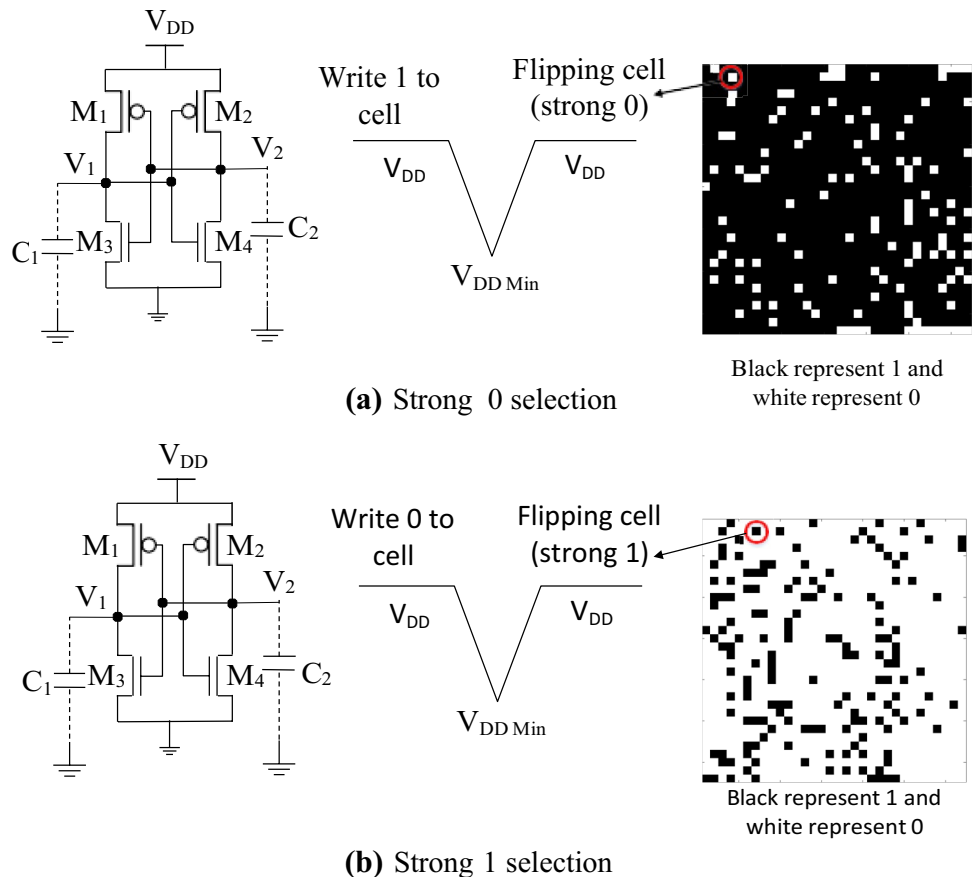 V_DD
M_1
M_2
V_1
V_2
C_1
M_3
M_4
C_2
Write 1 to
cell
V_DD
V_DD
V_DD Min
Flipping cell
(strong 0)
Black represent 1 and
white represent 0
(a) Strong 0 selection
V_DD
M_1
M_2
V_1
V_2
C_1
M_3
M_4
C_2
Write 0 to
cell
V_DD
V_DD
V_DD Min
Flipping cell
(strong 1)
Black represent 1 and
white represent 0
(b) Strong 1 selection